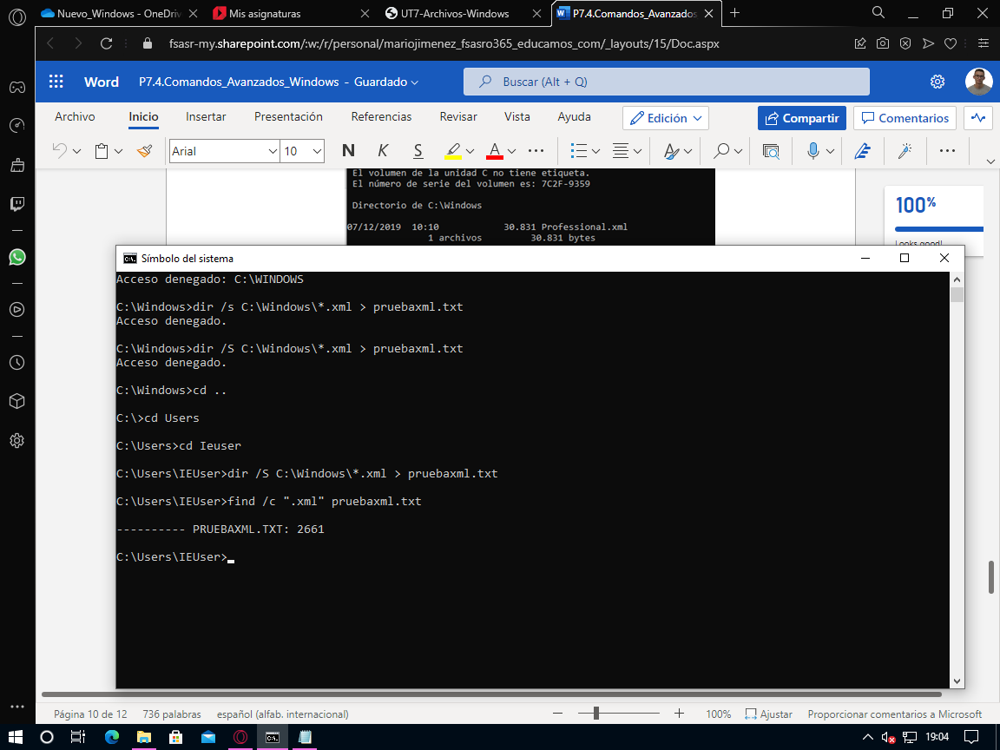 Nuevo_Windows - OneDriv
Mis asignaturas
UT7-Archivos-Windows
P7.4.Comandos_Avanzados
fsasr-my.sharepoint.com/:w:/r/personal/mariojimenez_fsasro365_educamos_com/_layouts/15/Doc.aspx
Word
P7.4.Comandos_Avanzados_Windows - Guardado
Buscar (Alt + Q)
Archivo Inicio Insertar Presentación Referencias Revisar Vista Ayuda Edición Compartir Comentarios
Arial 10 N K S A
El volumen de la unidad C no tiene etiqueta.
El número de serie del volumen es: 7C2F-9359
Directorio de C:\Windows
07/12/2019 10:10 30.831 Professional.xml
1 archivos 30.831 bytes
100%
Looks good!
Símbolo del sistema
Acceso denegado: C:\WINDOWS
C:\Windows>dir /s C:\Windows\*.xml > pruebaxml.txt
Acceso denegado.
C:\Windows>dir /S C:\Windows\*.xml > pruebaxml.txt
Acceso denegado.
C:\Windows>cd ..
C:\>cd Users
C:\Users>cd Ieuser
C:\Users\IEUser>dir /S C:\Windows\*.xml > pruebaxml.txt
C:\Users\IEUser>find /c ".xml" pruebaxml.txt
---------- PRUEBAXML.TXT: 2661
C:\Users\IEUser>
Página 10 de 12 736 palabras español (alfab. internacional) 100% Ajustar Proporcionar comentarios a Microsoft
19:04